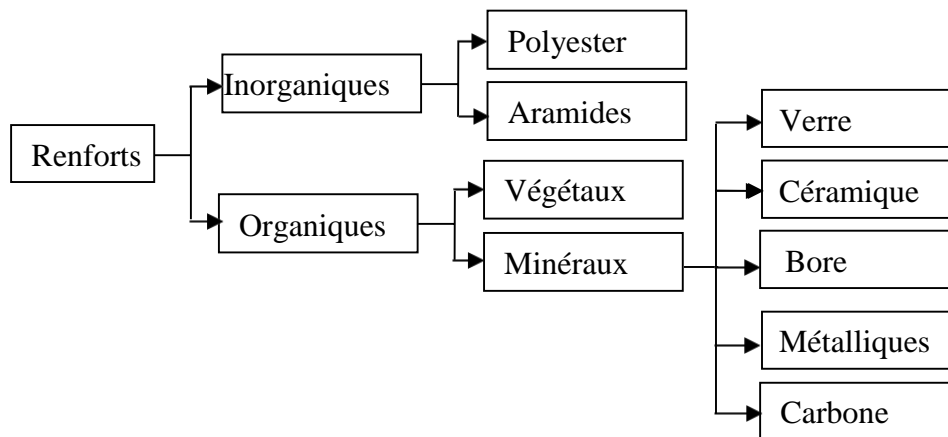 Renforts
Inorganiques
Polyester
Aramides
Organiques
Végétaux
Minéraux
Verre
Céramique
Bore
Métalliques
Carbone